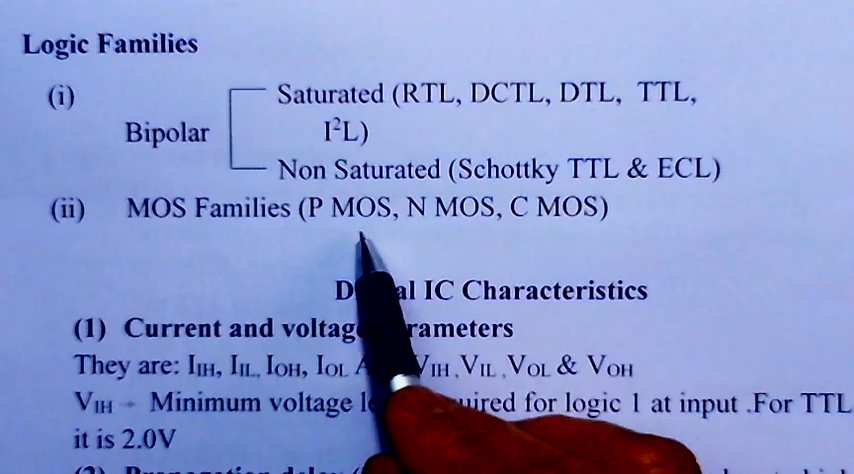 Logic Families
(i) Saturated (RTL, DCTL, DTL, TTL,
Bipolar I²L)
Non Saturated (Schottky TTL & ECL)
(ii) MOS Families (P MOS, N MOS, C MOS)
IC Characteristics
(1) Current and
They are: IIH, IIL, IOH, IOL VIH, VIL, VOL & VOH
VIH - Minimum voltage for logic 1 at input .For TTL
it is 2.0V